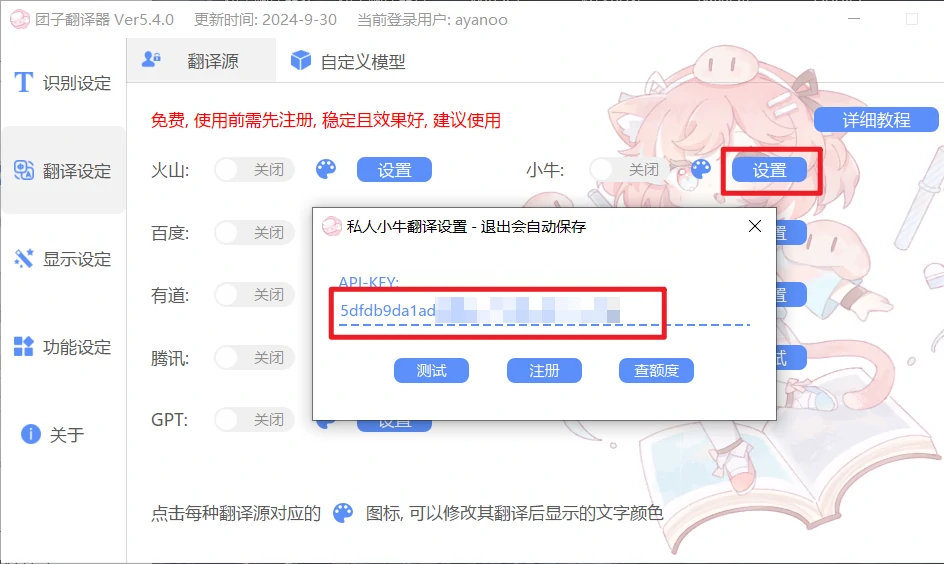 团子翻译器 Ver5.4.0 更新时间: 2024-9-30 当前登录用户: ayanoo
翻译源 自定义模型
识别设定
翻译设定
显示设定
功能设定
关于
免费, 使用前需先注册, 稳定且效果好, 建议使用
详细教程
火山: 关闭 设置 小牛: 关闭 设置
百度: 关闭 置
有道: 关闭 置
腾讯: 关闭 试
GPT: 关闭 设置
私人小牛翻译设置 - 退出会自动保存
API-KEY:
5dfdb9da1ad
测试 注册 查额度
点击每种翻译源对应的 图标, 可以修改其翻译后显示的文字颜色